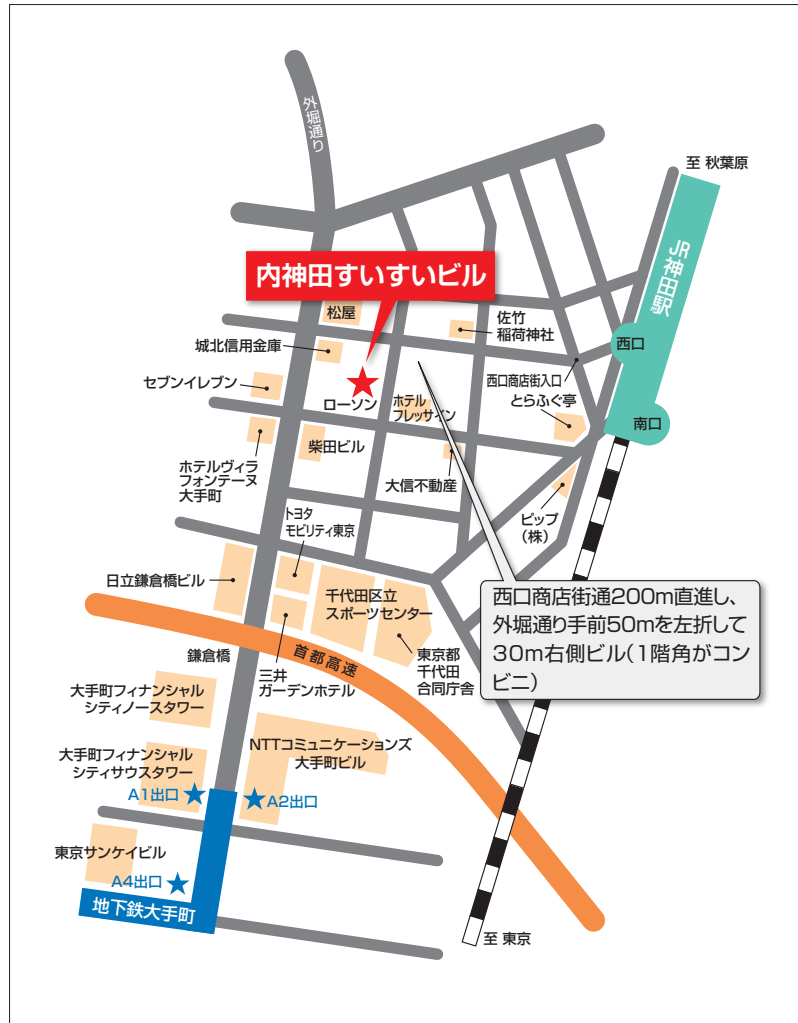 外堀通り
至 秋葉原
JR神田駅
内神田すいすいビル
松屋
佐竹
稲荷神社
西口
城北信用金庫
セブンイレブン
西口商店街入口
ローソン
ホテル
フレッサイン
とらふぐ亭
南口
柴田ビル
ホテルヴィラ
フォンテーヌ
大手町
大信不動産
トヨタ
モビリティ東京
ピップ
(株)
日立鎌倉橋ビル
千代田区立
スポーツセンター
西口商店街通200m直進し、
外堀通り手前50mを左折して
30m右側ビル(1階角がコン
ビニ)
鎌倉橋
首都高速
三井
ガーデンホテル
東京都
千代田
合同庁舎
大手町フィナンシャル
シティノースタワー
大手町フィナンシャル
シティサウスタワー
NTTコミュニケーションズ
大手町ビル
A1出口
A2出口
東京サンケイビル
A4出口
地下鉄大手町
至 東京